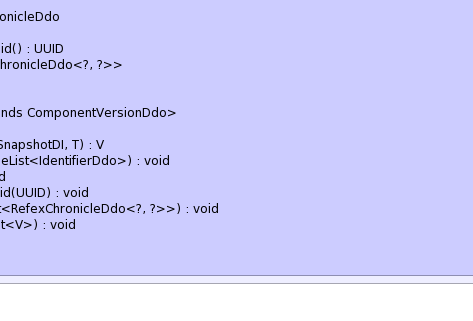 onicleDdo
id() : UUID
hronicleDdo<?, ?>>
nds ComponentVersionDdo>
SnapshotDI, T) : V
eList<IdentifierDdo>) : void
d
id(UUID) : void
t<RefexChronicleDdo<?, ?>>) : void
t<V>) : void